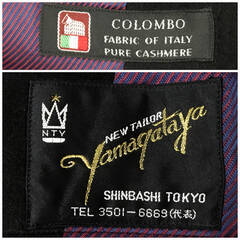 COLOMBO
FABRIC OF ITALY
PURE CASHMERE
NTY
NEW TAILOR
Yamagataya
SHINBASHI TOKYO
TEL 3501-6669(代表)